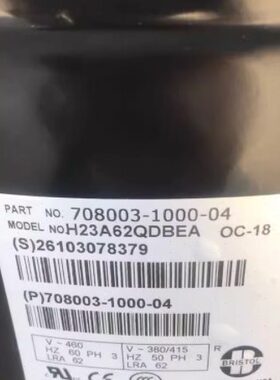 PART NO. 708003-1000-04
MODEL NO. H23A62QDBEA OC-18
(S)26103078379
(P)708003-1000-04
V ~ 460
HZ 60 PH 3
LRA 62
V ~ 380/415
HZ 50 PH 3
LRA 62
R
BRISTOL